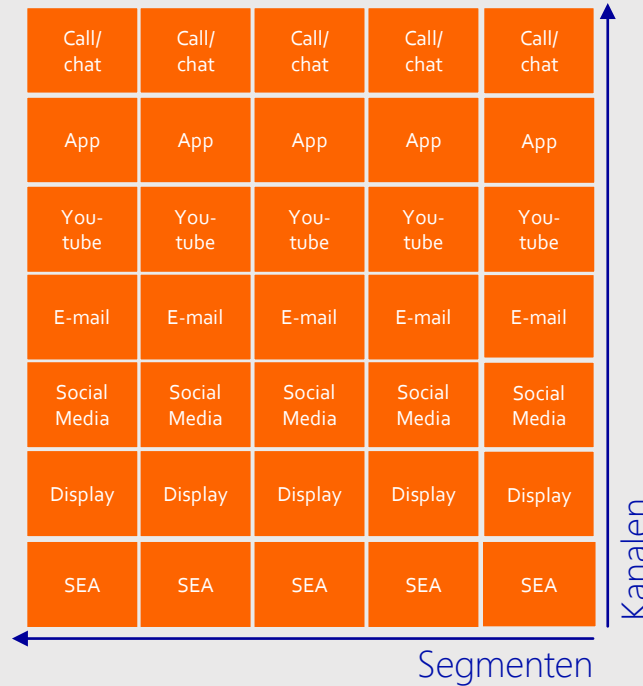 Call/ Call/ Call/ Call/ Call/
chat chat chat chat chat
App App App App App
You- You- You- You- You-
tube tube tube tube tube
E-mail E-mail E-mail E-mail E-mail
Social Social Social Social Social
Media Media Media Media Media
Display Display Display Display Display
SEA SEA SEA SEA SEA
Kanalen
Segmenten